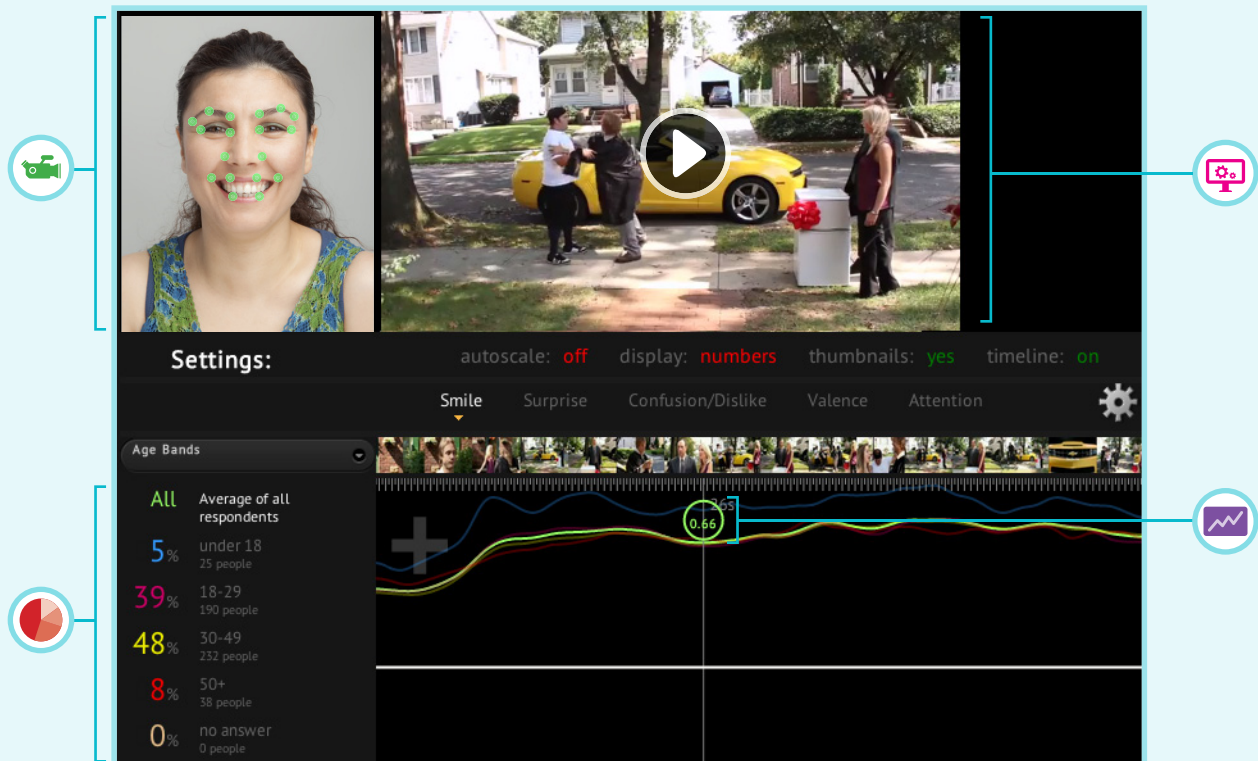 Settings:
autoscale: off display: numbers thumbnails: yes timeline: on
Smile Surprise Confusion/Dislike Valence Attention
Age Bands
All Average of all
respondents
5% under 18
25 people
39% 18-29
190 people
48% 30-49
232 people
8% 50+
38 people
0% no answer
0 people
26s
0.66